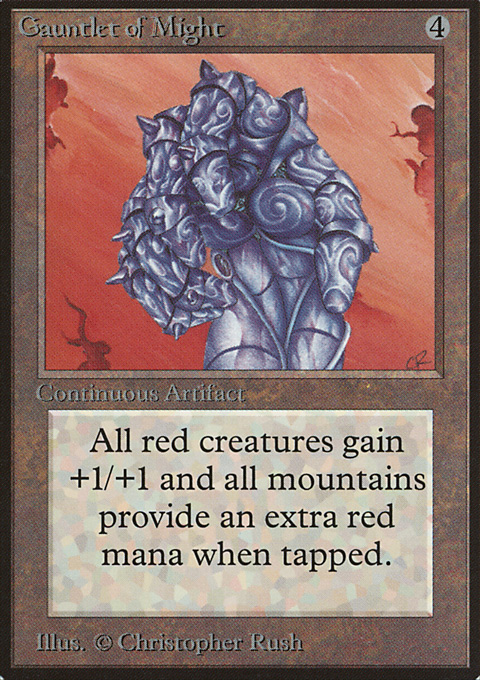 Gauntlet of Might 4
CR
Continuous Artifact
All red creatures gain
+1/+1 and all mountains
provide an extra red
mana when tapped.
Illus. © Christopher Rush